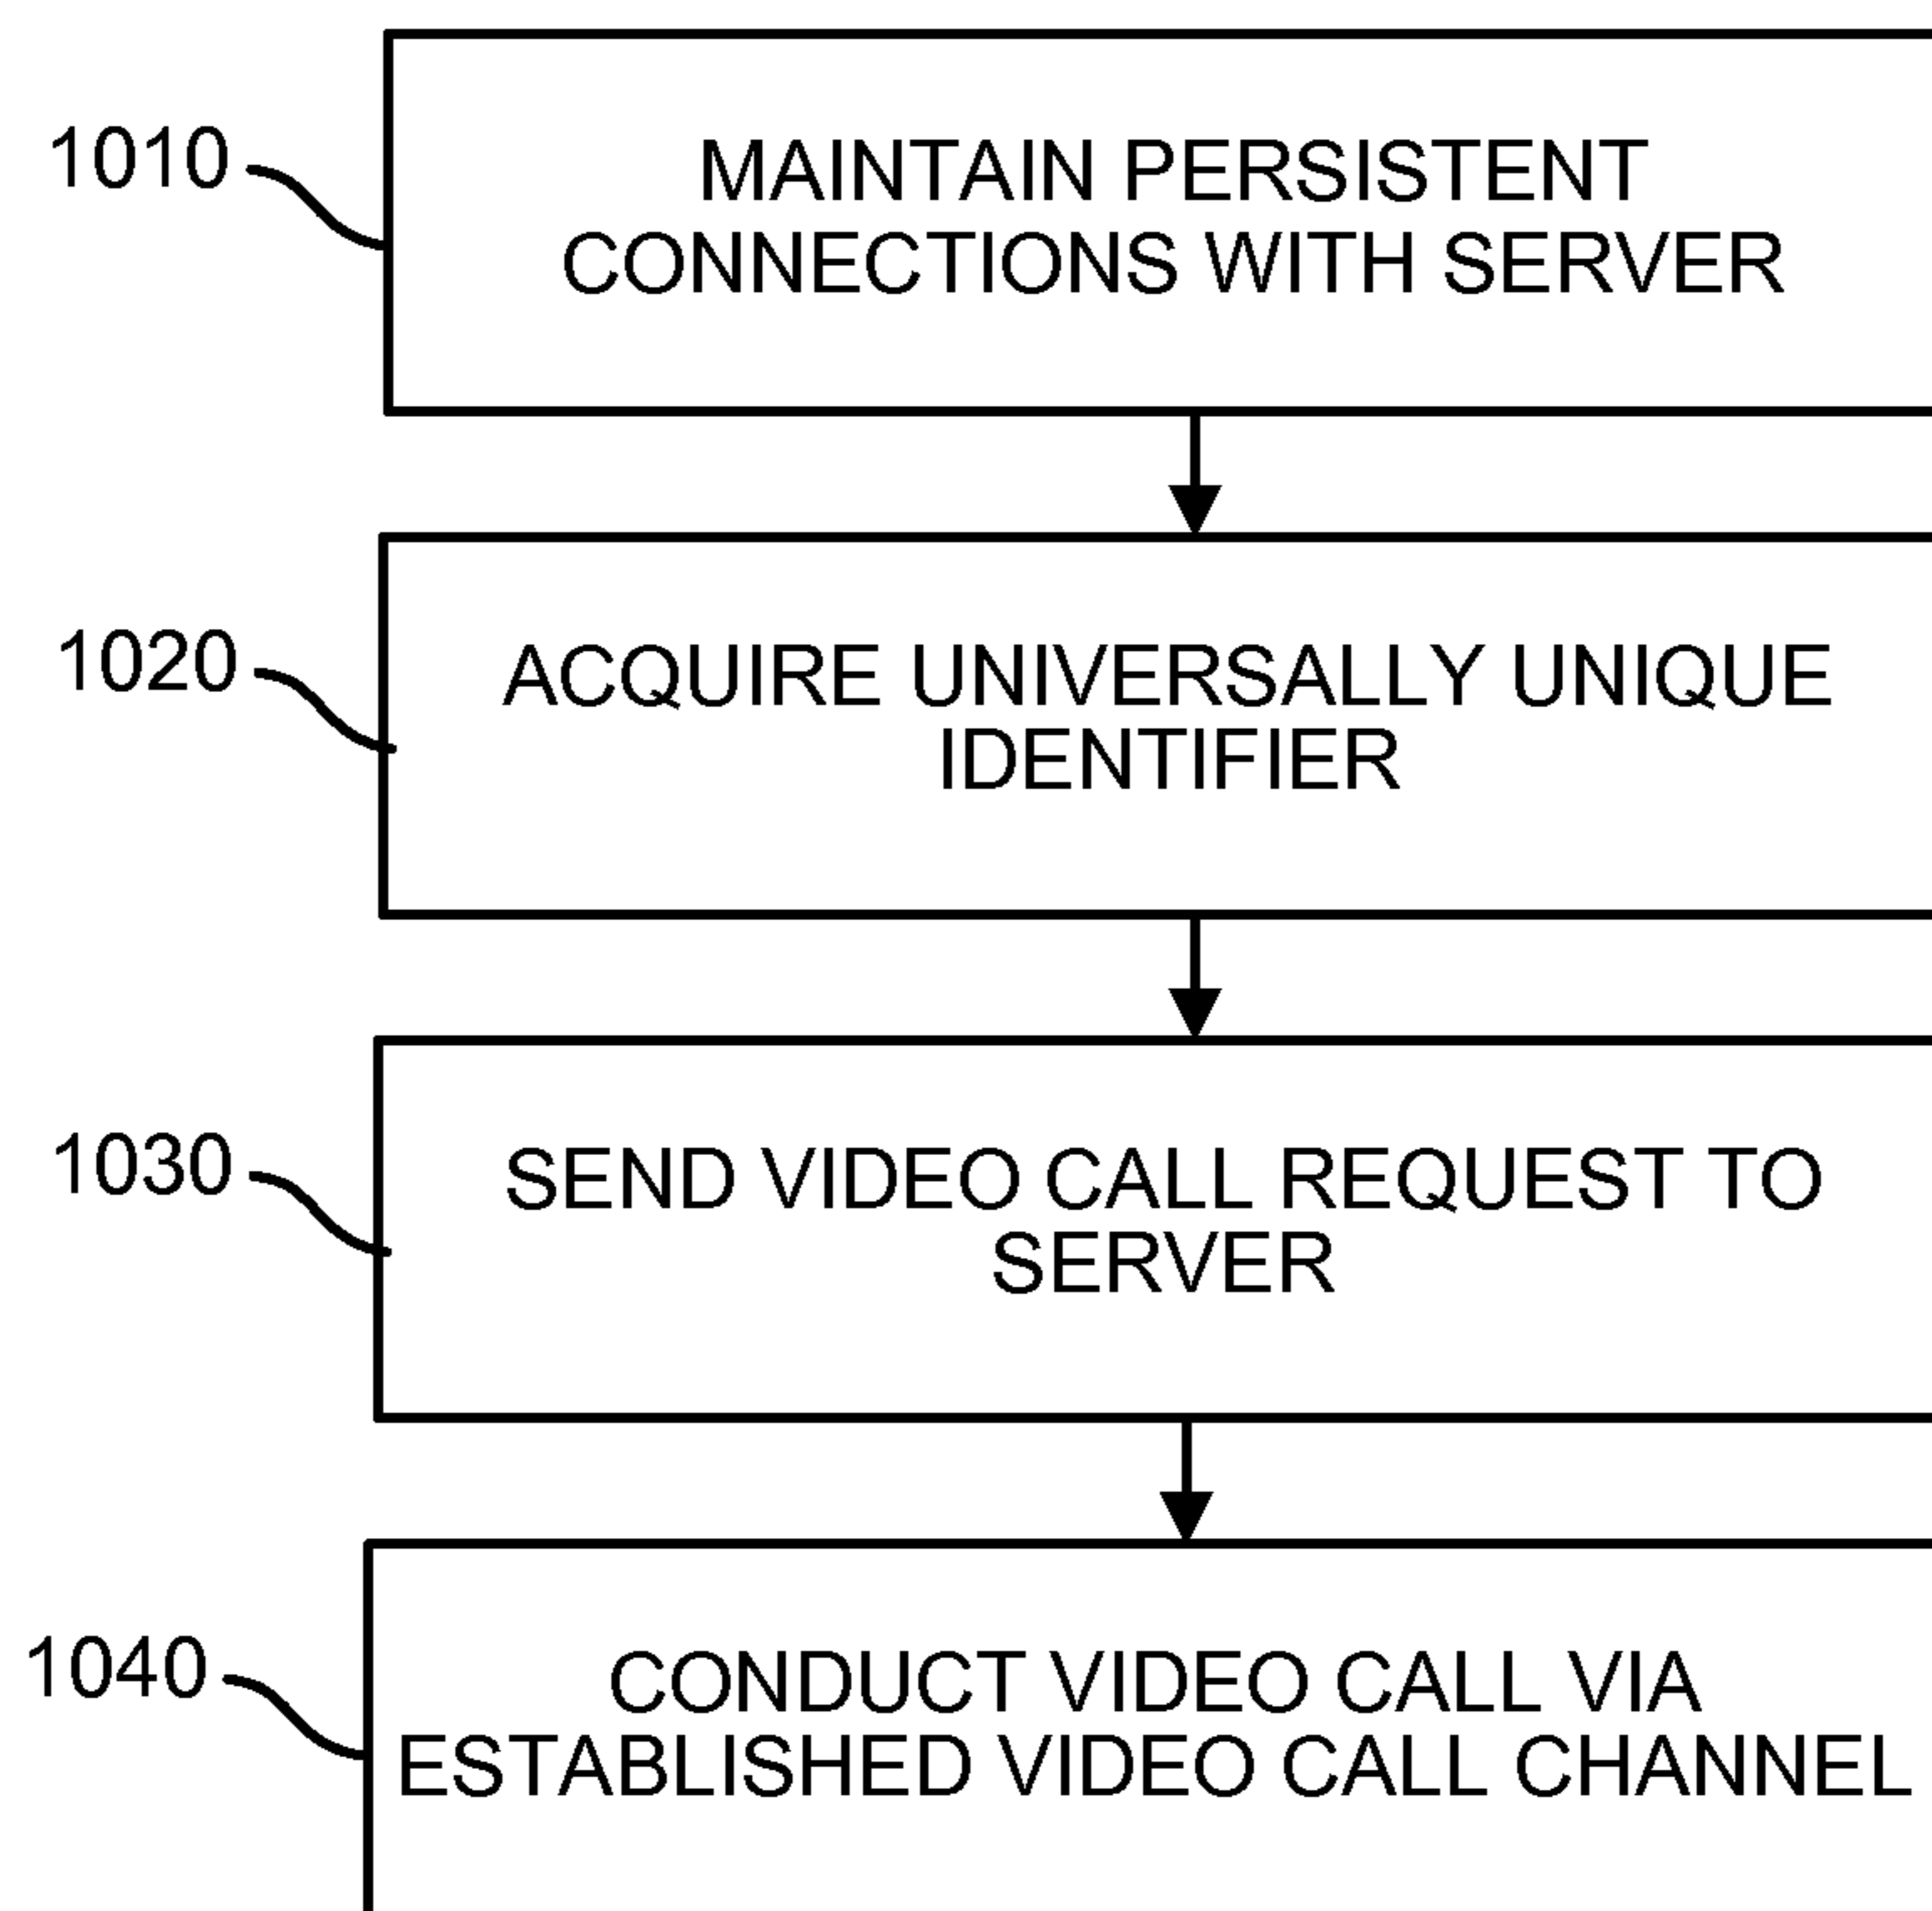 1010
MAINTAIN PERSISTENT
CONNECTIONS WITH SERVER
1020
ACQUIRE UNIVERSALLY UNIQUE
IDENTIFIER
1030
SEND VIDEO CALL REQUEST TO
SERVER
1040
CONDUCT VIDEO CALL VIA
ESTABLISHED VIDEO CALL CHANNEL